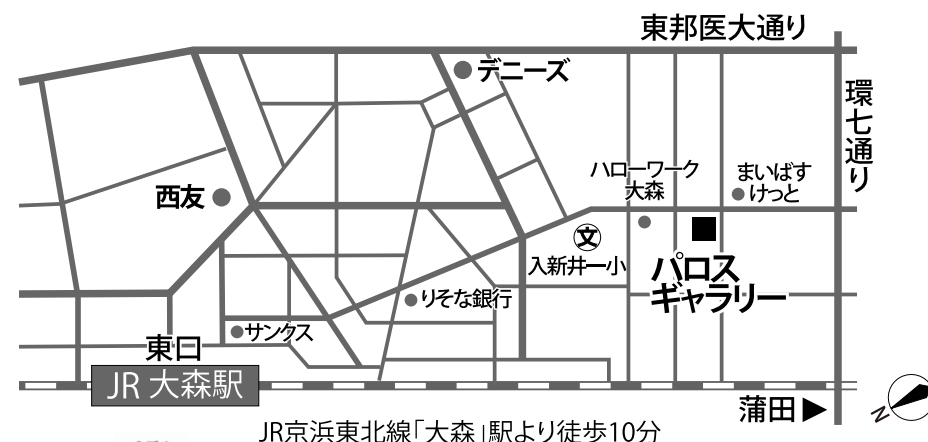 東邦医大通り
デニーズ
環七通り
ハローワーク
大森
まいばす
けっと
西友
文
入新井一小
パロス
ギャラリー
りそな銀行
サンクス
東口
JR 大森駅
蒲田▶
N
JR京浜東北線「大森」駅より徒歩10分